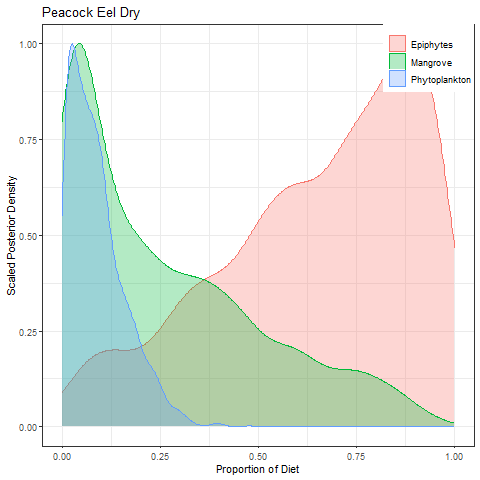 Peacock Eel Dry
Epiphytes
Mangrove
Phytoplankton
1.00
0.75
0.50
0.25
0.00
Scaled Posterior Density
0.00 0.25 0.50 0.75 1.00
Proportion of Diet